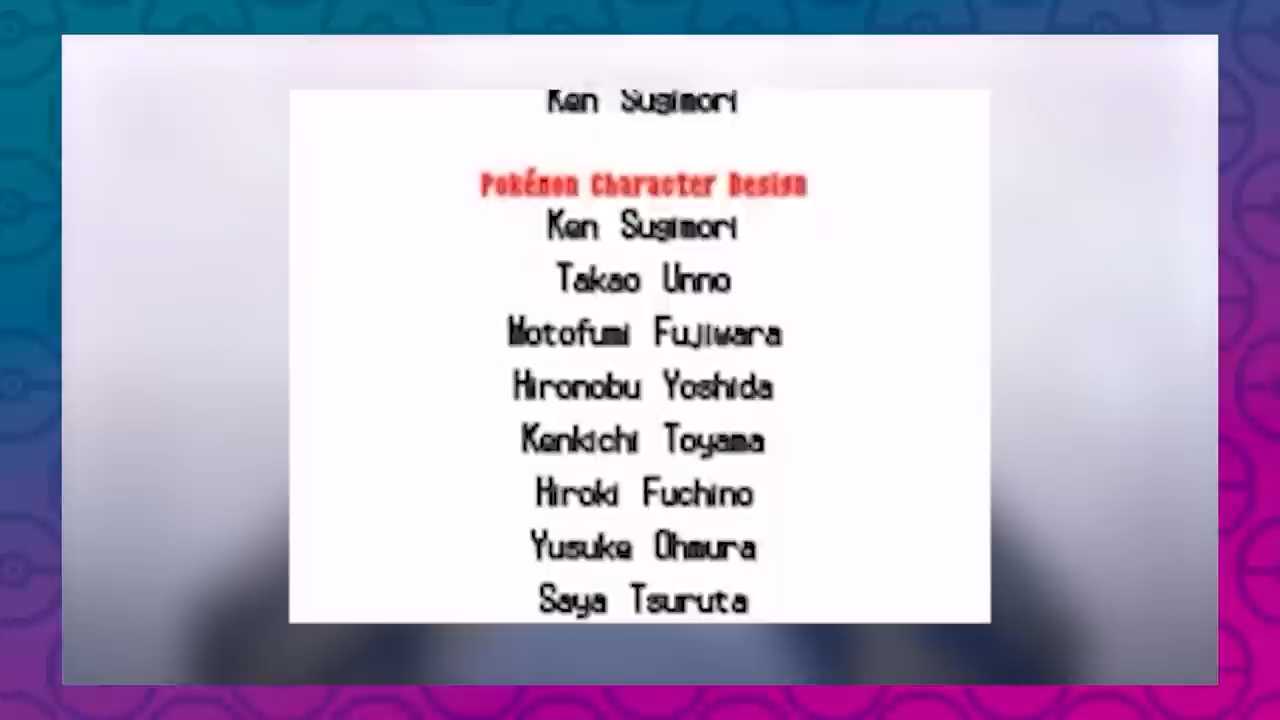 Ken Sugimori
Pokémon Character Design
Ken Sugimori
Takao Unno
Motofumi Fujiwara
Hironobu Yoshida
Kenkichi Toyama
Hiroki Fuchino
Yusuke Ohmura
Saya Tsuruta